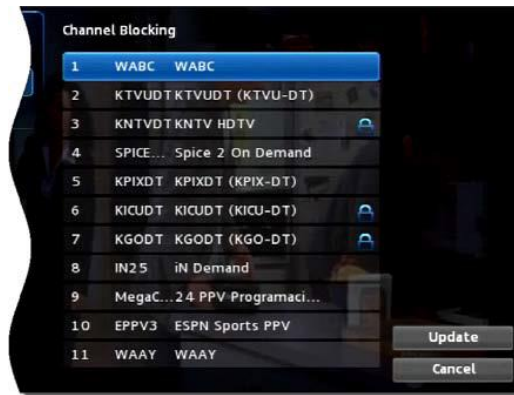 Channel Blocking
1 WABC WABC
2 KTVUDT KTVUDT (KTVU-DT)
3 KNTVDT KNTV HDTV
4 SPICE... Spice 2 On Demand
5 KPIXDT KPIXDT (KPIX-DT)
6 KICUDT KICUDT (KICU-DT)
7 KGODT KGODT (KGO-DT)
8 IN25 iN Demand
9 MegaC... 24 PPV Programaci...
10 EPPV3 ESPN Sports PPV
11 WAAY WAAY
Update
Cancel